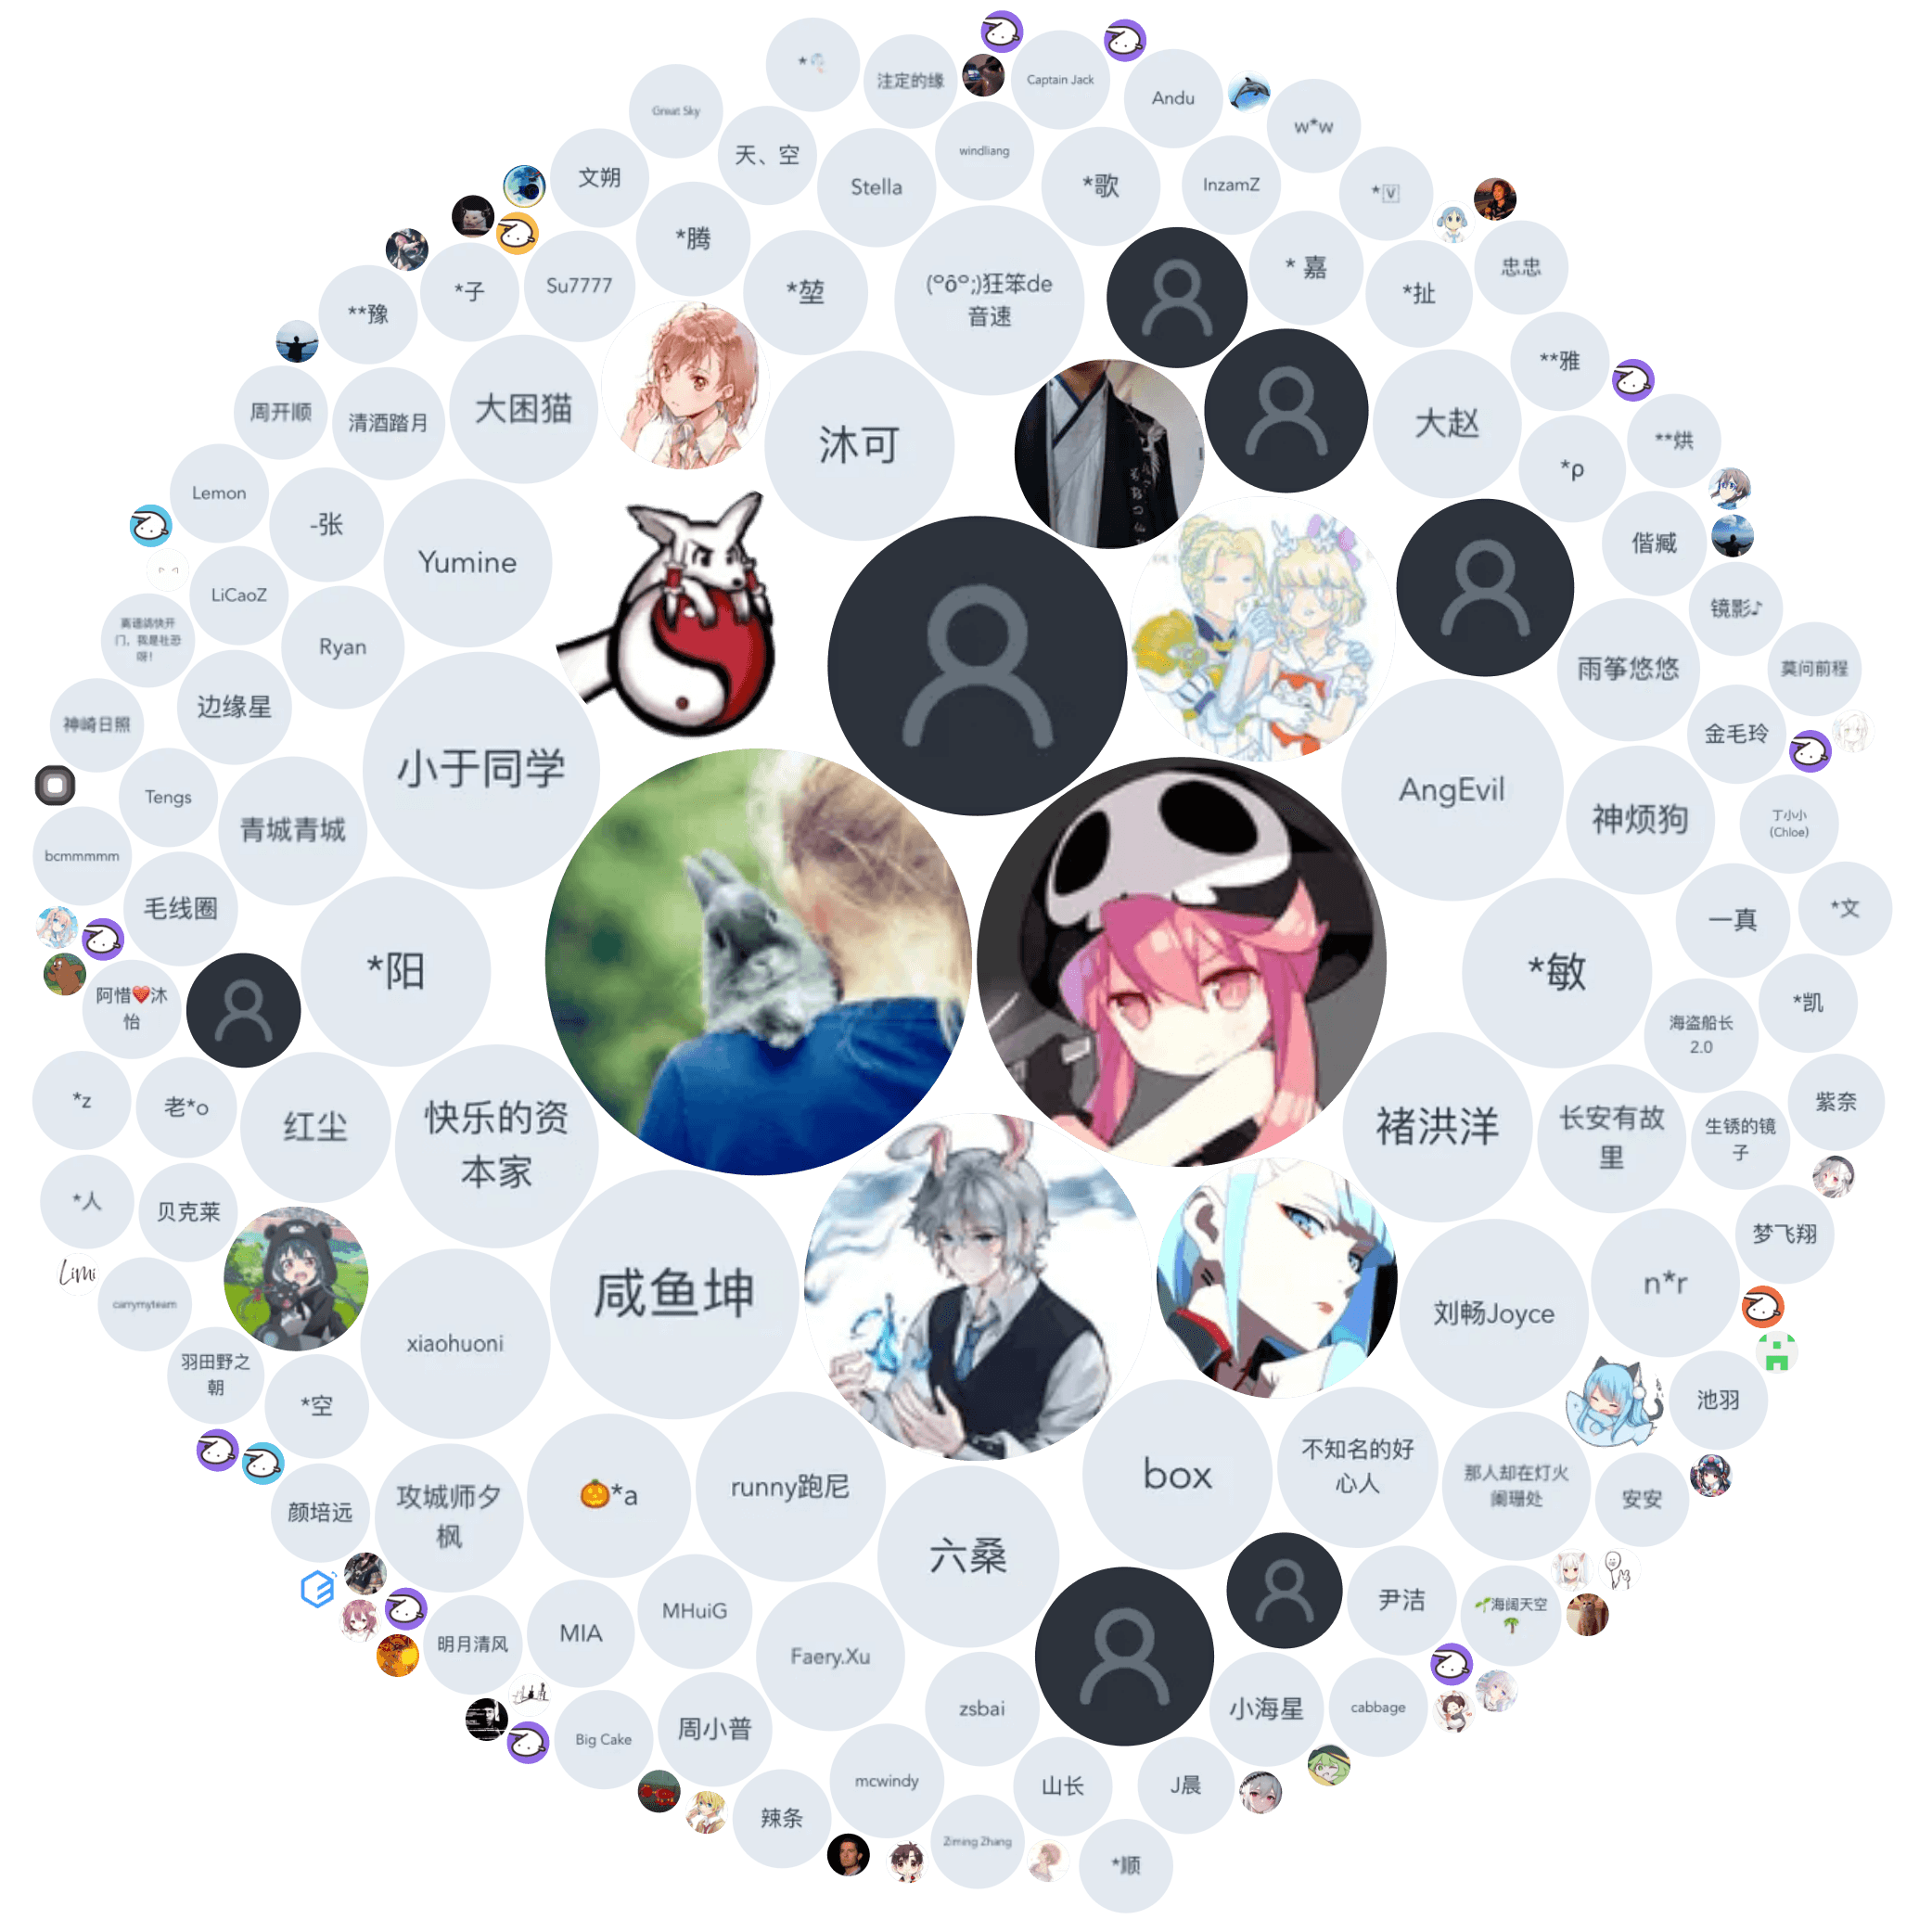 注定的缘
Captain Jack
Andu
Great Sky
w*w
天、空
windliang
文朔
Stella
*歌
InzamZ
*🅅
*腾
* 嘉
忠忠
Su7777
*子
*堃
(º㉨º;)狂笨de
音速
*扯
**豫
**雅
周开顺
清酒踏月
大困猫
沐可
大赵
**烘
*ρ
Lemon
-张
Yumine
偕臧
LiCaoZ
镜影♪
离谱鸽快开
门，我是社恐
呀！
Ryan
雨筝悠悠
莫问前程
边缘星
神崎日照
金毛玲
小于同学
AngEvil
Tengs
青城青城
神烦狗
丁小小
(Chloe)
bcmmmmm
毛线圈
一真
*文
*阳
*敏
阿惜❤️沐
怡
*凯
海盗船长
2.0
*z
老*o
红尘
快乐的资
本家
褚洪洋
长安有故
里
生锈的镜
子
紫奈
*人
贝克莱
梦飞翔
Limi
carrymyteam
咸鱼坤
n*r
xiaohuoni
刘畅Joyce
羽田野之
朝
*空
池羽
不知名的好
心人
box
🎃*a
runny跑尼
那人却在灯火
阑珊处
安安
颜培远
攻城师夕
枫
六桑
尹洁
🌱海阔天空
🌴
MHuiG
明月清风
MIA
Faery.Xu
zsbai
小海星
cabbage
Big Cake
周小普
mcwindy
山长
J晨
辣条
Ziming Zhang
*顺